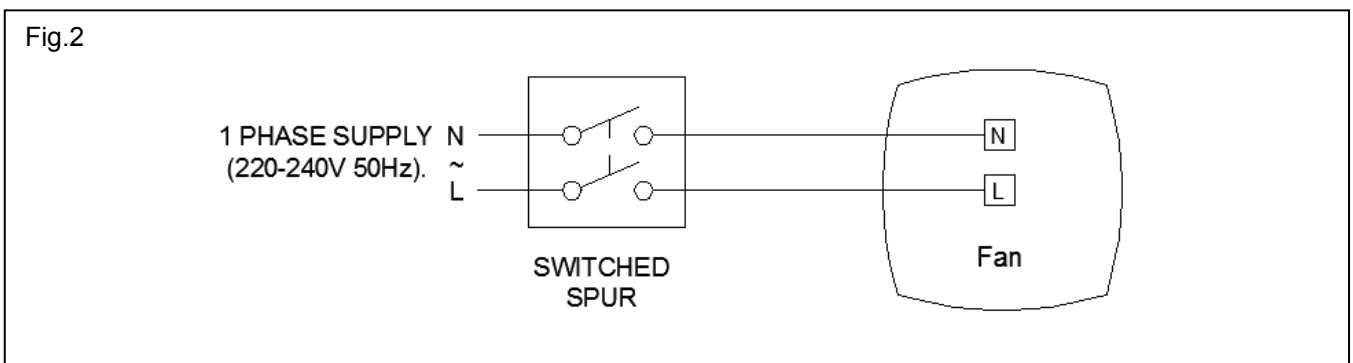 Fig.2
1 PHASE SUPPLY N
(220-240V 50Hz). ~
L
N
L
Fan
SWITCHED
SPUR